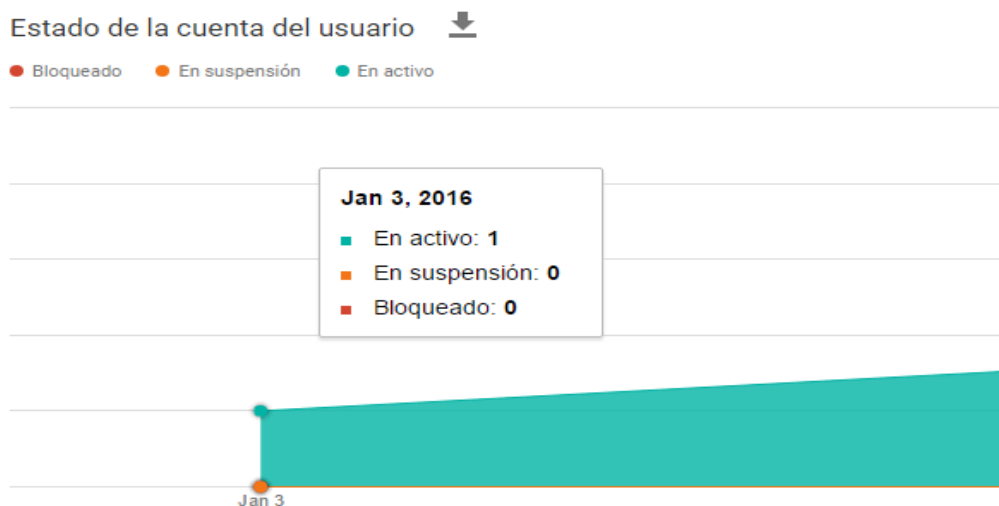 Estado de la cuenta del usuario
Bloqueado En suspensión En activo
Jan 3, 2016
En activo: 1
En suspensión: 0
Bloqueado: 0
Jan 3